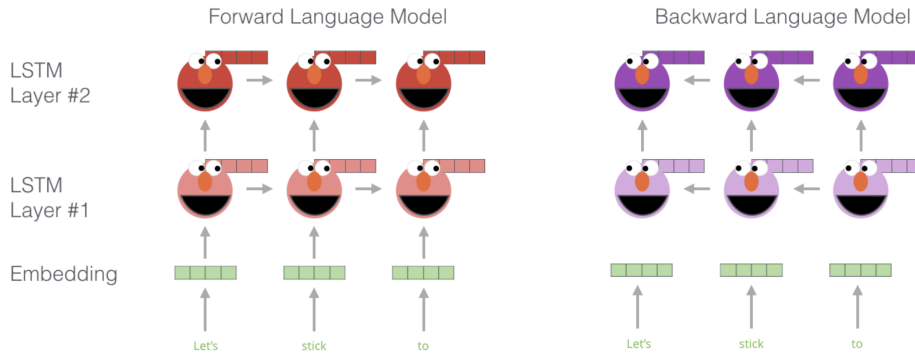 Forward Language Model
Backward Language Model
LSTM
Layer #2
LSTM
Layer #1
Embedding
Let's
stick
to
Let's
stick
to